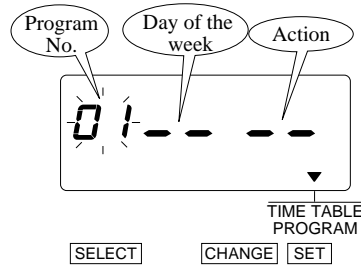 Program No.
Day of the week
Action
01-- --
TIME TABLE PROGRAM
SELECT CHANGE SET